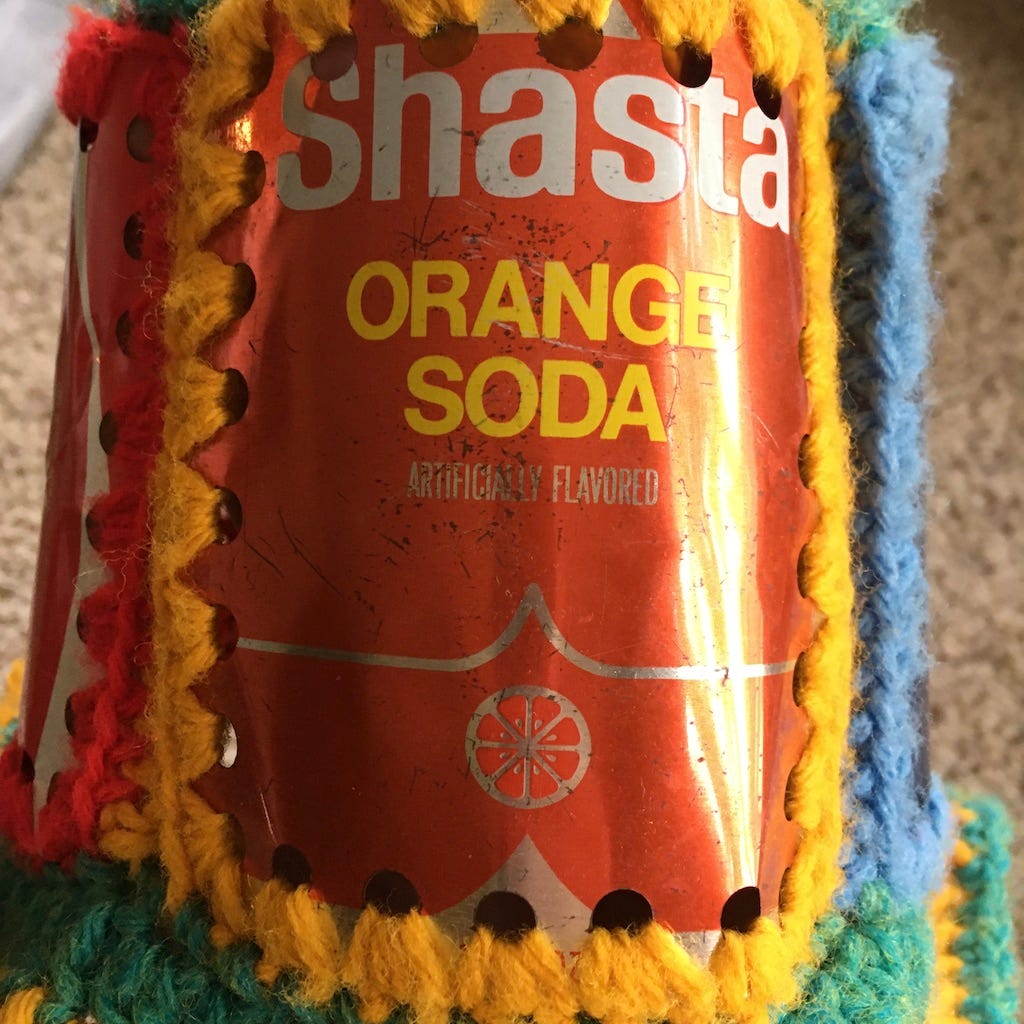 Shasta
ORANGE
SODA
ARTIFICIALLY FLAVORED